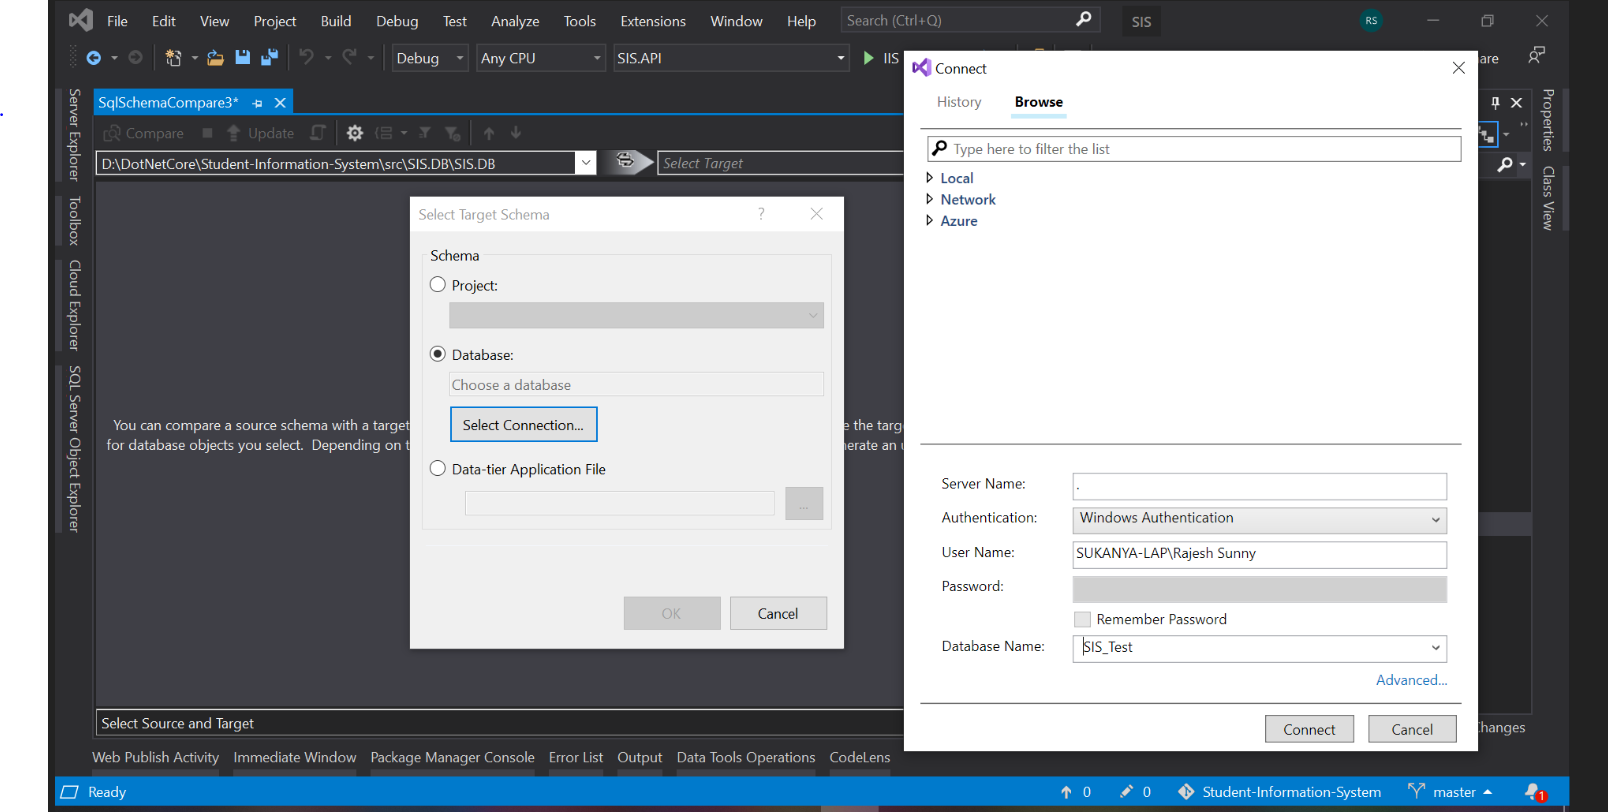 File Edit View Project Build Debug Test Analyze Tools Extensions Window Help Search (Ctrl+Q) SIS RS
Debug Any CPU SIS.API IIS are
SqlSchemaCompare3*
Compare Update
D:\DotNetCore\Student-Information-System\src\SIS.DB\SIS.DB Select Target
Server Explorer
Toolbox
Cloud Explorer
SQL Server Object Explorer
You can compare a source schema with a target
for database objects you select. Depending on t
e the targ
nerate an u
Select Target Schema ?
Schema
Project:
Database:
Choose a database
Select Connection...
Data-tier Application File
...
OK Cancel
Connect
History Browse
Type here to filter the list
Local
Network
Azure
Server Name: .
Authentication: Windows Authentication
User Name: SUKANYA-LAP\Rajesh Sunny
Password:
Remember Password
Database Name: SIS_Test
Advanced...
Connect Cancel
Properties
Class View
Changes
Select Source and Target
Web Publish Activity Immediate Window Package Manager Console Error List Output Data Tools Operations CodeLens
Ready 0 0 Student-Information-System master 1